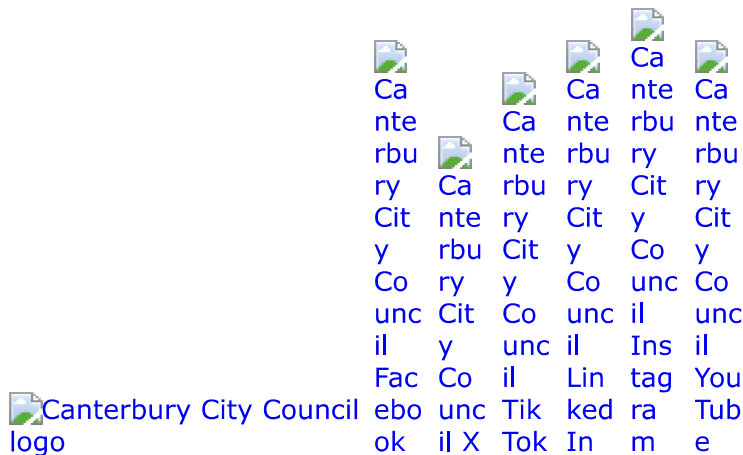 Canterbury City Council
logo
Ca
nte
rbu
ry
Cit
y
Co
unc
il
Fac
ebo
ok
Ca
nte
rbu
ry
Cit
y
Co
unc
il X
Ca
nte
rbu
ry
Cit
y
Co
unc
il
Tik
Tok
Ca
nte
rbu
ry
Cit
y
Co
unc
il
Lin
ked
In
Ca
nte
rbu
ry
Cit
y
Co
unc
il
Ins
tag
ra
m
Ca
nte
rbu
ry
Cit
y
Co
unc
il
You
Tub
e